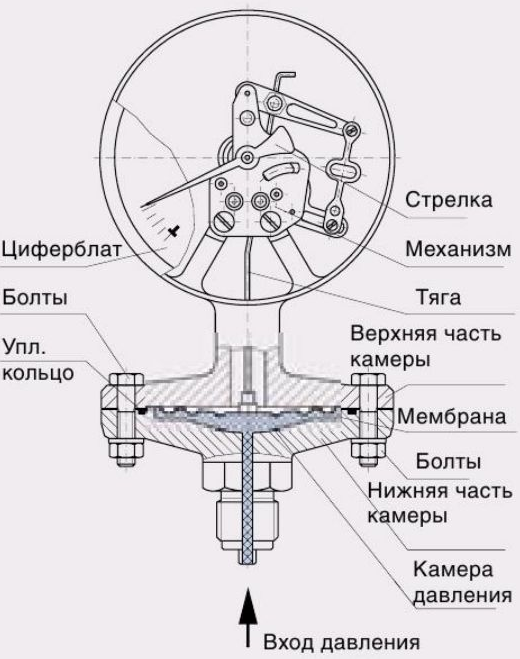 Стрелка
Циферблат
Механизм
Болты
Тяга
Верхняя часть
камеры
Упл.
кольцо
Мембрана
Болты
Нижняя часть
камеры
Камера
давления
Вход давления